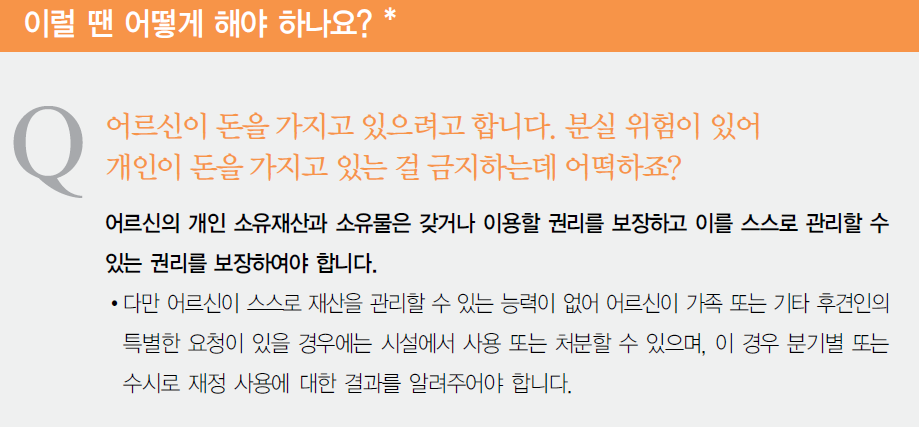 이럴 땐 어떻게 해야 하나요? *
Q
어르신이 돈을 가지고 있으려고 합니다. 분실 위험이 있어
개인이 돈을 가지고 있는 걸 금지하는데 어떡하죠?
어르신의 개인 소유재산과 소유물은 갖거나 이용할 권리를 보장하고 이를 스스로 관리할 수
있는 권리를 보장하여야 합니다.
• 다만 어르신이 스스로 재산을 관리할 수 있는 능력이 없어 어르신이 가족 또는 기타 후견인의
특별한 요청이 있을 경우에는 시설에서 사용 또는 처분할 수 있으며, 이 경우 분기별 또는
수시로 재정 사용에 대한 결과를 알려주어야 합니다.